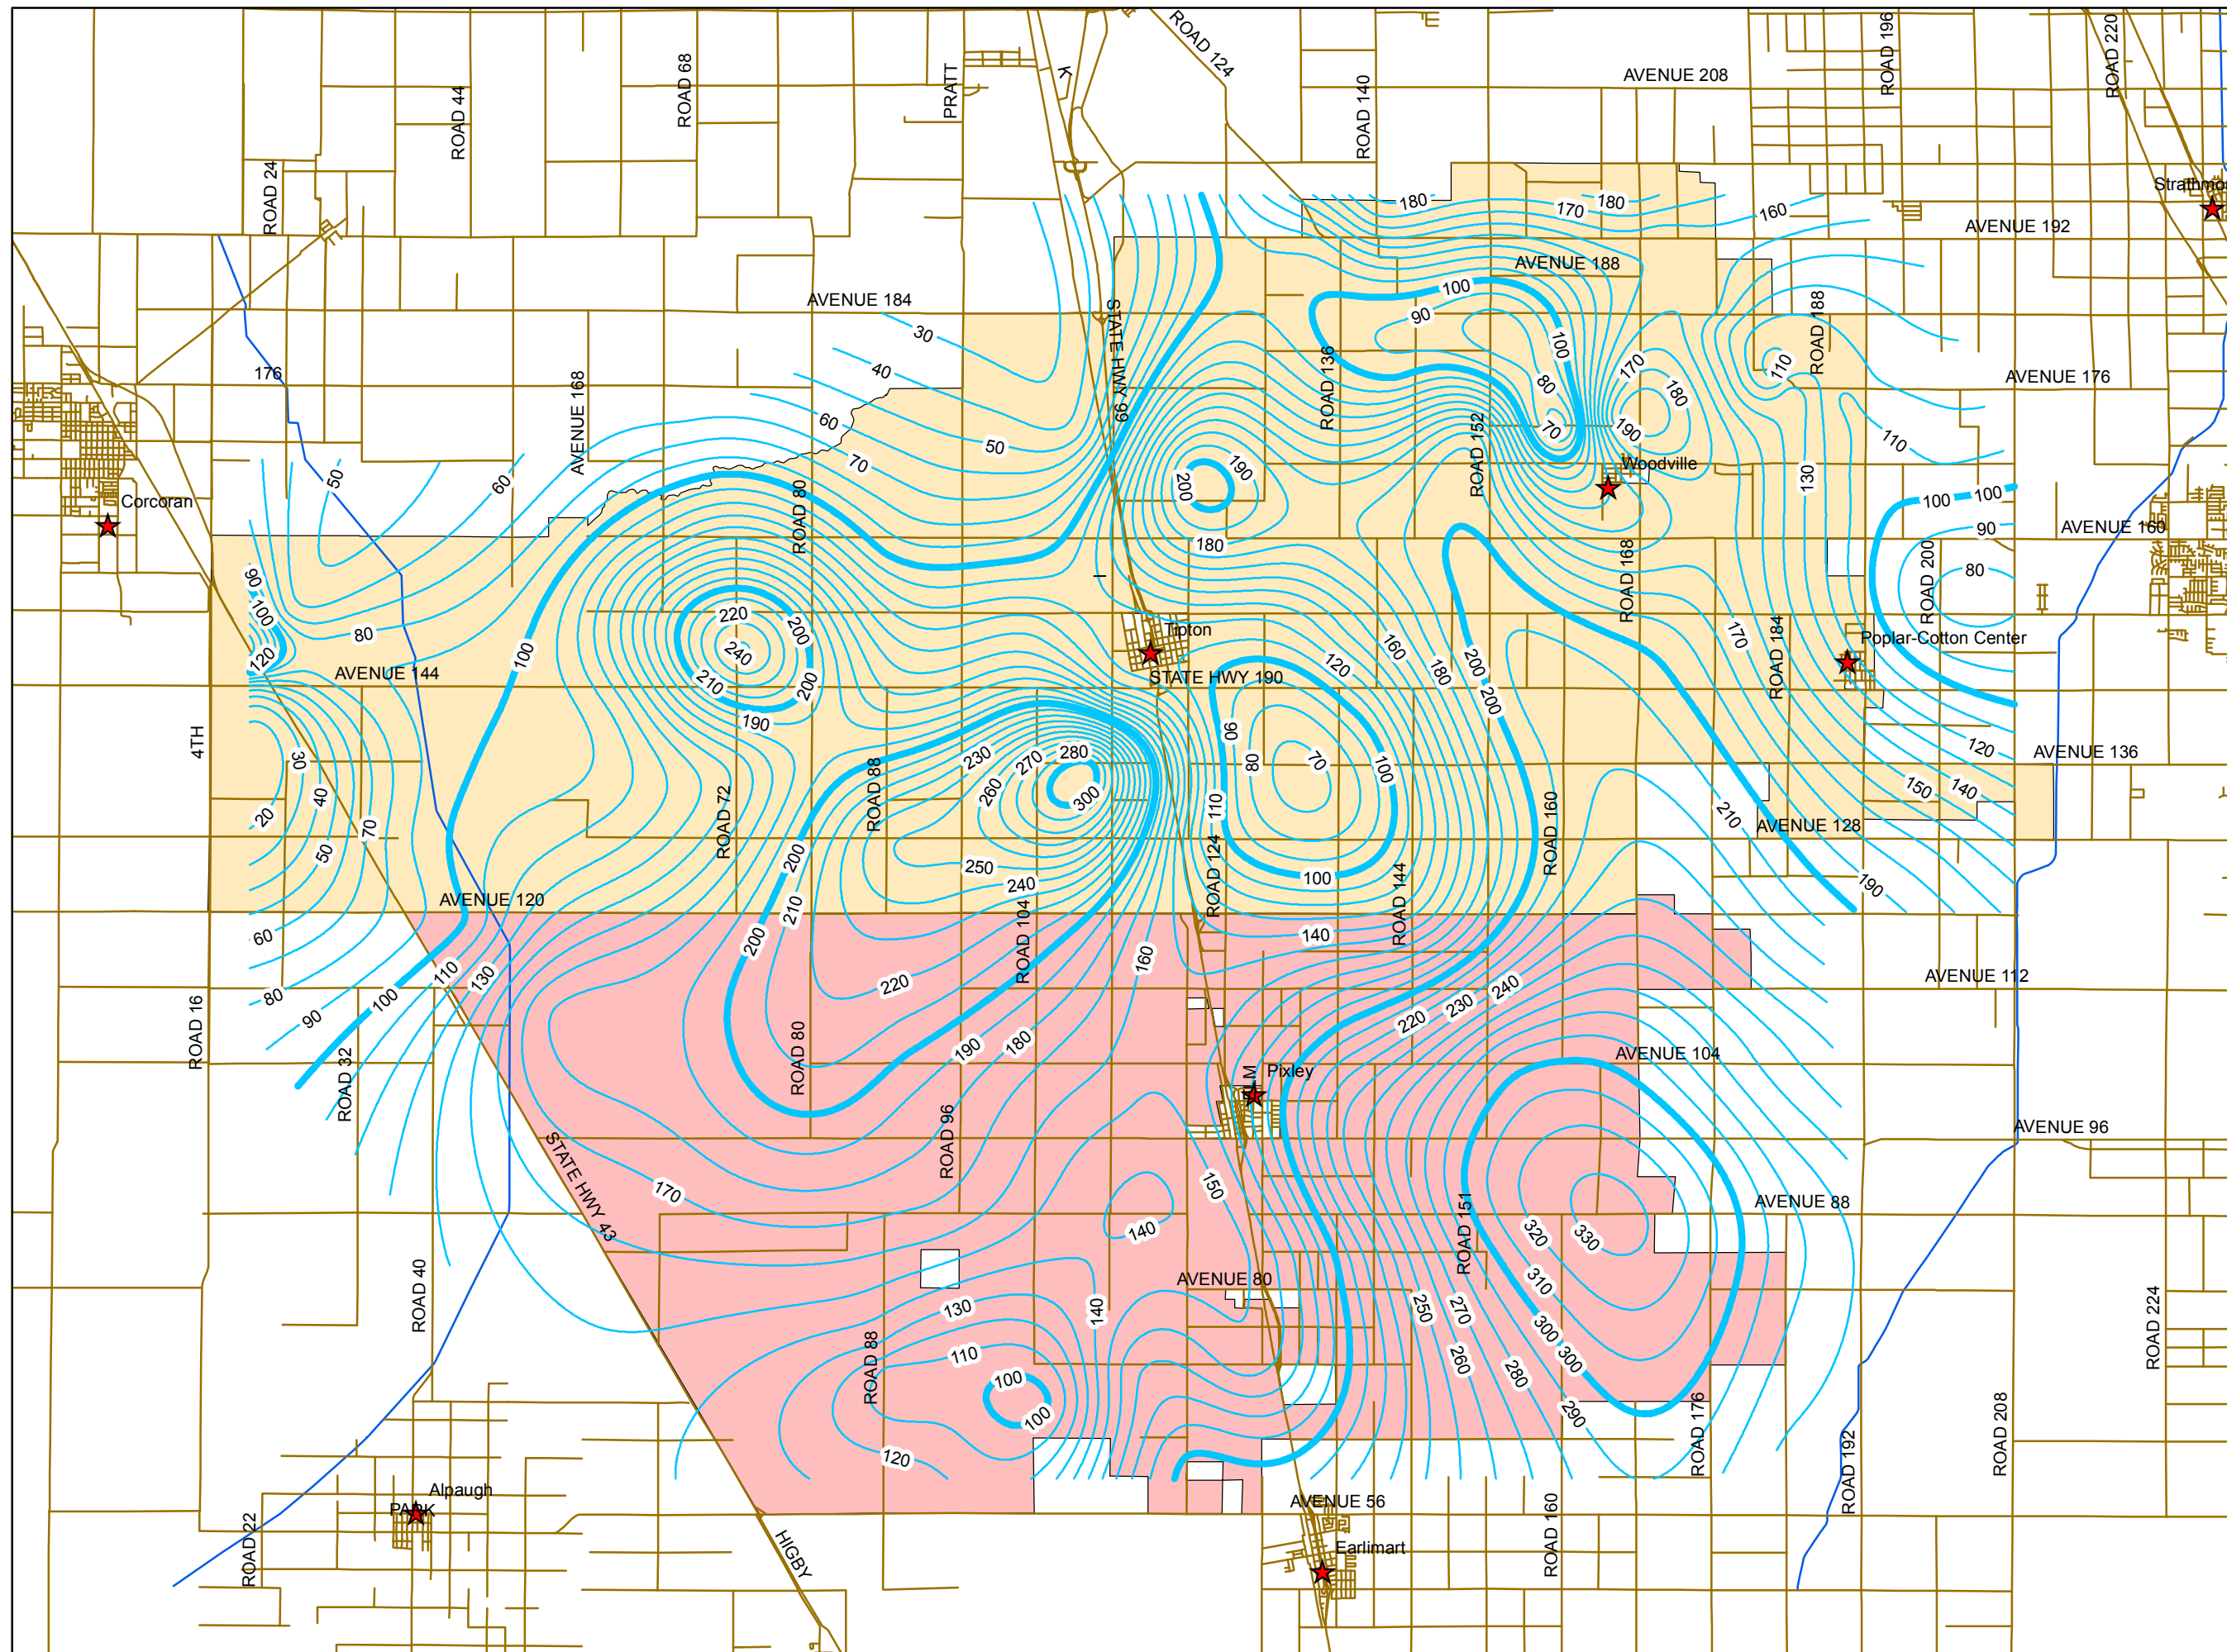 ROAD 124
ROAD 196
ROAD 220
ROAD 68
PRATT
K
AVENUE 208
ROAD 44
ROAD 140
ROAD 24
180
170
180
160
AVENUE 192
AVENUE 188
100
90
AVENUE 184
30
STATE HWY 99
ROAD 188
100
40
176
AVENUE 168
ROAD 136
170
110
180
AVENUE 176
80
60
50
70
190
ROAD 152
110
70
50
60
Corcoran
ROAD 80
200
190
Woodville
130
100
100
90
AVENUE 160
180
ROAD 168
ROAD 200
80
90
100
I
220
200
Tipton
80
120
240
100
AVENUE 144
210
200
190
STATE HWY 190
120
160
180
200
200
170
ROAD 184
Poplar-Cotton Center
4TH
30
20
40
50
70
ROAD 72
ROAD 88
230
270
280
260
300
90
80
70
100
110
120
AVENUE 136
150
140
210
AVENUE 128
ROAD 160
200
250
240
ROAD 124
100
ROAD 144
190
AVENUE 120
210
200
60
ROAD 104
160
140
110
130
220
AVENUE 112
80
100
90
ROAD 16
ROAD 32
240
230
220
190
180
ROAD 80
AVENUE 104
Pixley
ROAD 96
AVENUE 96
STATE HWY 43
170
150
140
ROAD 151
AVENUE 88
320
330
310
AVENUE 80
ROAD 40
130
140
250
270
300
300
260
280
290
110
100
100
120
ROAD 88
ROAD 176
ROAD 192
ROAD 208
ROAD 224
Alpaugh
PARK
ROAD 22
HIGBY
AVENUE 56
Earlimart
ROAD 160